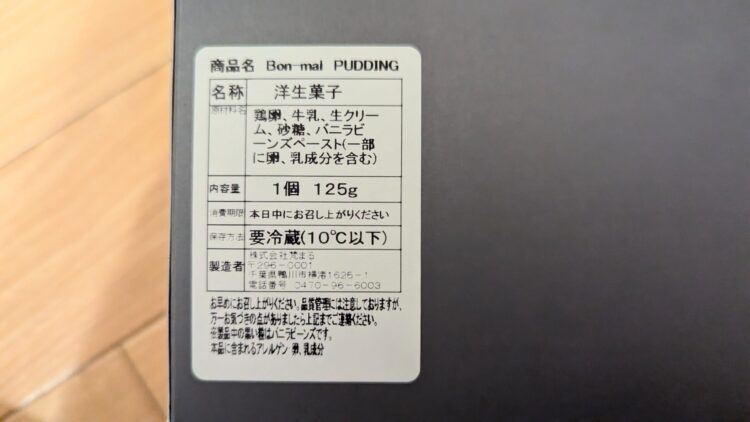 商品名 Bon-mal PUDDING
名称 洋生菓子
原材料名 鶏卵、牛乳、生クリー
ム、砂糖、バニラビ
ーンズペースト(一部
に卵、乳成分を含む)
内容量 1個 125g
消費期限 本日中にお召し上がりください
保存方法 要冷蔵(10℃以下)
製造者 株式会社梵まる
〒296-0001
千葉県鴨川市横渚1625-1
電話番号 0470-96-6003
お早めにお召し上がりください。品質管理には注意しておりますが、
万一お気づきの点がありましたら上記までご連絡ください。
※製品中の黒い粒はバニラビーンズです。
本品に含まれるアレルゲン 卵、乳成分